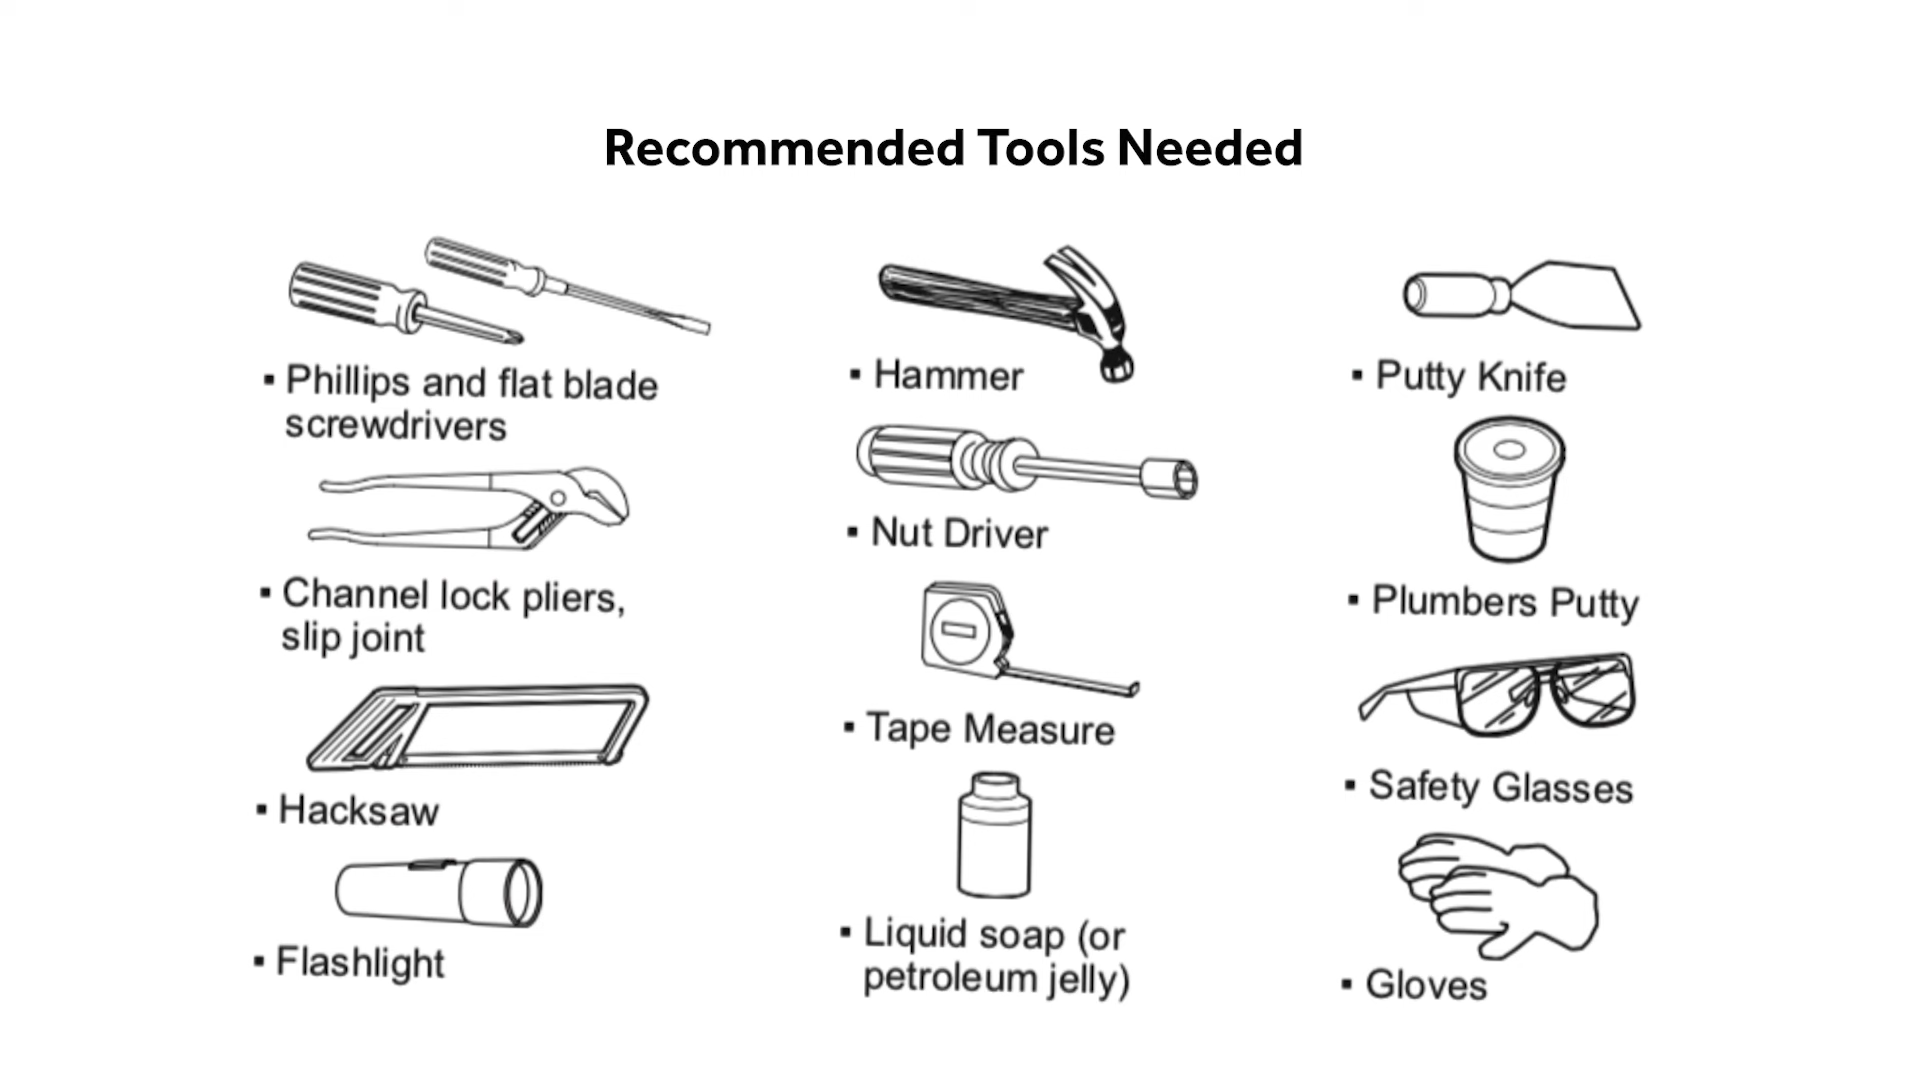 Recommended Tools Needed
▪ Phillips and flat blade
screwdrivers
▪ Channel lock pliers,
slip joint
▪ Hacksaw
▪ Flashlight
▪ Hammer
▪ Nut Driver
▪ Tape Measure
▪ Liquid soap (or
petroleum jelly)
▪ Putty Knife
▪ Plumbers Putty
▪ Safety Glasses
▪ Gloves